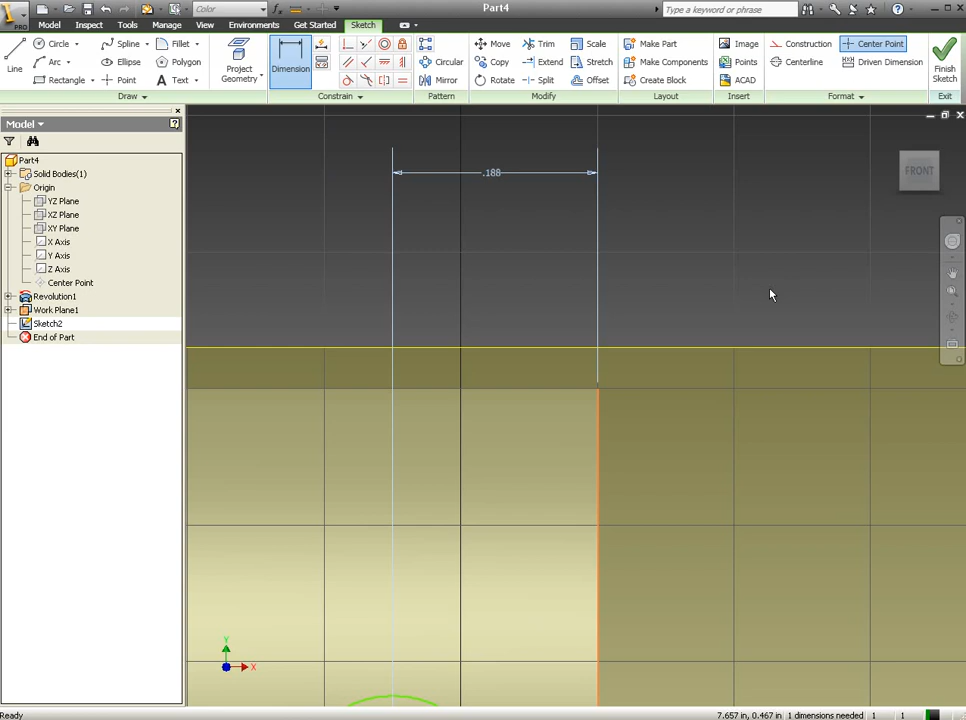 PRO
Color
Part4
Type a keyword or phrase
Model Inspect Tools Manage View Environments Get Started Sketch
Line
Circle
Arc
Rectangle
Spline
Ellipse
Point
Fillet
Polygon
Text
Project
Geometry
Dimension
Circular
Mirror
Move
Copy
Rotate
Trim
Extend
Split
Scale
Stretch
Offset
Make Part
Make Components
Create Block
Image
Points
ACAD
Construction
Centerline
Center Point
Driven Dimension
Finish
Sketch
Draw
Constrain
Pattern
Modify
Layout
Insert
Format
Exit
Model
Part4
Solid Bodies(1)
Origin
YZ Plane
XZ Plane
XY Plane
X Axis
Y Axis
Z Axis
Center Point
Revolution1
Work Plane1
Sketch2
End of Part
.188
FRONT
Y
X
Ready
7.657 in, 0.467 in 1 dimensions needed 1 1